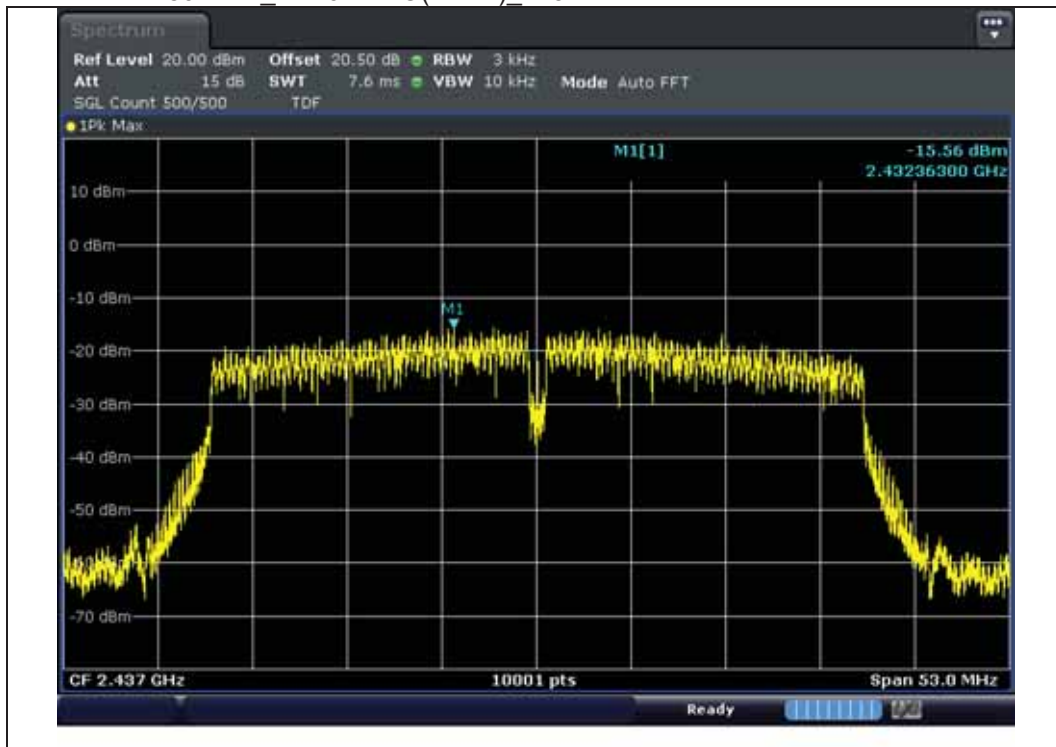 Spectrum
Ref Level 20.00 dBm Offset 20.50 dB RBW 3 kHz
Att 15 dB SWT 7.6 ms VBW 10 kHz Mode Auto FFT
SGL Count 500/500 TDF
1Pk Max
M1[1] -15.56 dBm
2.43236300 GHz
10 dBm
0 dBm
-10 dBm
M1
-20 dBm
-30 dBm
-40 dBm
-50 dBm
-70 dBm
CF 2.437 GHz 10001 pts Span 53.0 MHz
Ready